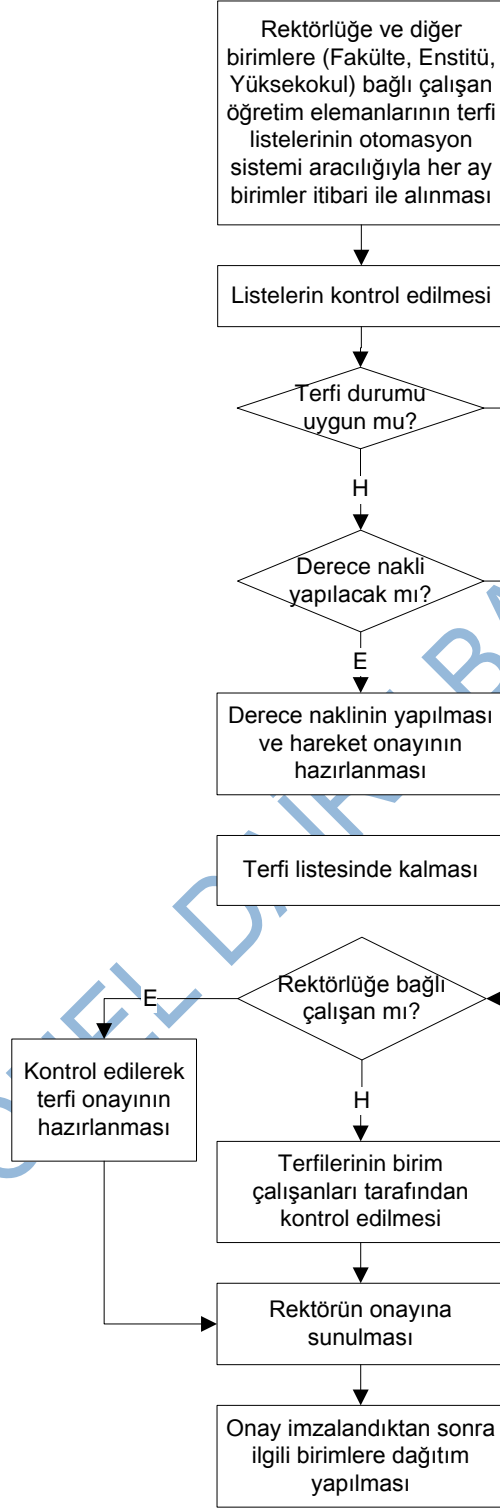 Rektörlüğe ve diğer
birimlere (Fakülte, Enstitü,
Yüksekokul) bağlı çalışan
öğretim elemanlarının terfi
listelerinin otomasyon
sistemi aracılığıyla her ay
birimler itibari ile alınması
Listelerin kontrol edilmesi
Terfi durumu
uygun mu?
H
Derece nakli
yapılacak mı?
E
Derece naklinin yapılması
ve hareket onayının
hazırlanması
Terfi listesinde kalması
Rektörlüğe bağlı
çalışan mı?
E
Kontrol edilerek
terfi onayının
hazırlanması
H
Terfilerinin birim
çalışanları tarafından
kontrol edilmesi
Rektörün onayına
sunulması
Onay imzalandıktan sonra
ilgili birimlere dağıtım
yapılması